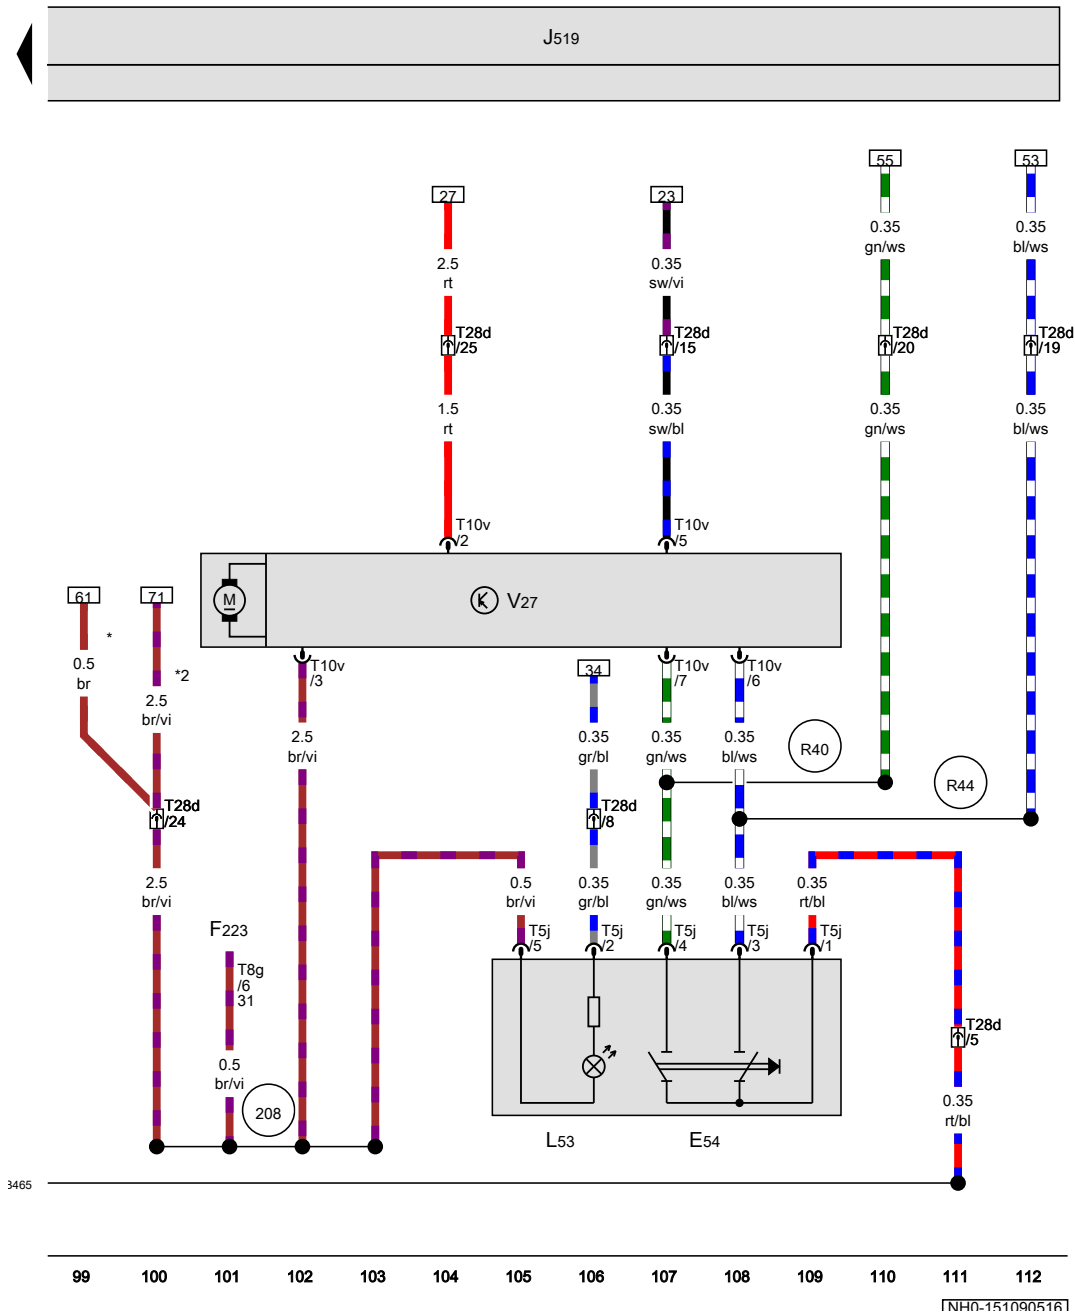 J519
55
53
27
23
0.35
gn/ws
0.35
bl/ws
2.5
rt
0.35
sw/vi
T28d
/25
T28d
/15
T28d
/20
T28d
/19
1.5
rt
0.35
sw/bl
0.35
gn/ws
0.35
bl/ws
T10v
/2
T10v
/5
61
71
M
K
V27
*
*2
0.5
br
2.5
br/vi
T10v
/3
34
T10v
/7
T10v
/6
2.5
br/vi
0.35
gr/bl
0.35
gn/ws
0.35
bl/ws
R40
R44
T28d
/24
T28d
/8
2.5
br/vi
0.5
br/vi
0.35
gr/bl
0.35
gn/ws
0.35
bl/ws
0.35
rt/bl
F223
T8g
/6
31
T5j
/5
T5j
/2
T5j
/4
T5j
/3
T5j
/1
T28d
/5
0.5
br/vi
208
0.35
rt/bl
L53
E54
3465
99 100 101 102 103 104 105 106 107 108 109 110 111 112
NH0-151090516